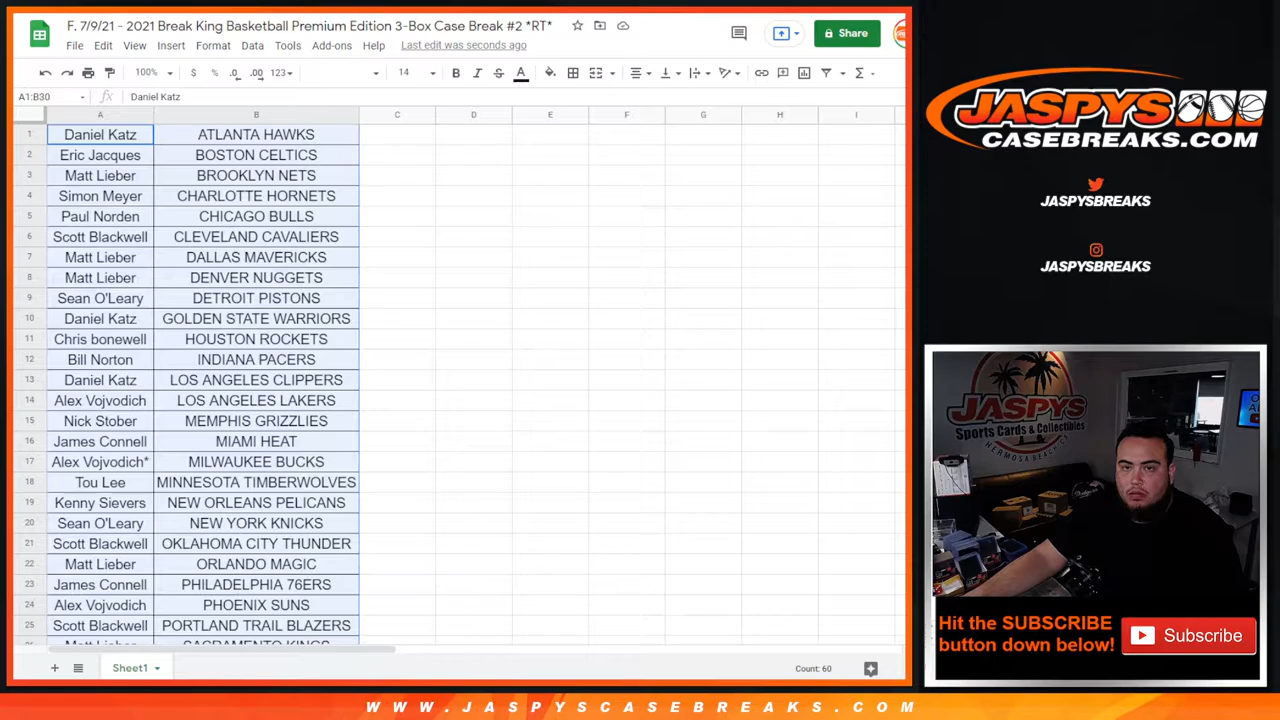 F. 7/9/21 - 2021 Break King Basketball Premium Edition 3-Box Case Break #2 *RT*
File Edit View Insert Format Data Tools Add-ons Help Last edit was seconds ago
Share
100% $ % .0 .00 123 14 B I S A
A1:B30 fx Daniel Katz
A B C D E F G H I
1 Daniel Katz ATLANTA HAWKS
2 Eric Jacques BOSTON CELTICS
3 Matt Lieber BROOKLYN NETS
4 Simon Meyer CHARLOTTE HORNETS
5 Paul Norden CHICAGO BULLS
6 Scott Blackwell CLEVELAND CAVALIERS
7 Matt Lieber DALLAS MAVERICKS
8 Matt Lieber DENVER NUGGETS
9 Sean O'Leary DETROIT PISTONS
10 Daniel Katz GOLDEN STATE WARRIORS
11 Chris bonewell HOUSTON ROCKETS
12 Bill Norton INDIANA PACERS
13 Daniel Katz LOS ANGELES CLIPPERS
14 Alex Vojvodich LOS ANGELES LAKERS
15 Nick Stober MEMPHIS GRIZZLIES
16 James Connell MIAMI HEAT
17 Alex Vojvodich* MILWAUKEE BUCKS
18 Tou Lee MINNESOTA TIMBERWOLVES
19 Kenny Sievers NEW ORLEANS PELICANS
20 Sean O'Leary NEW YORK KNICKS
21 Scott Blackwell OKLAHOMA CITY THUNDER
22 Matt Lieber ORLANDO MAGIC
23 James Connell PHILADELPHIA 76ERS
24 Alex Vojvodich PHOENIX SUNS
25 Scott Blackwell PORTLAND TRAIL BLAZERS
Matt Lieber SACRAMENTO KINGS
Sheet1
Count: 60
JASPYS
CASEBREAKS.COM
JASPYSBREAKS
JASPYSBREAKS
JASPYS
Sports Cards & Collectibles
HERMOSA BEACH
Hit the SUBSCRIBE
button down below!
Subscribe
WWW.JASPYSCASEBREAKS.COM